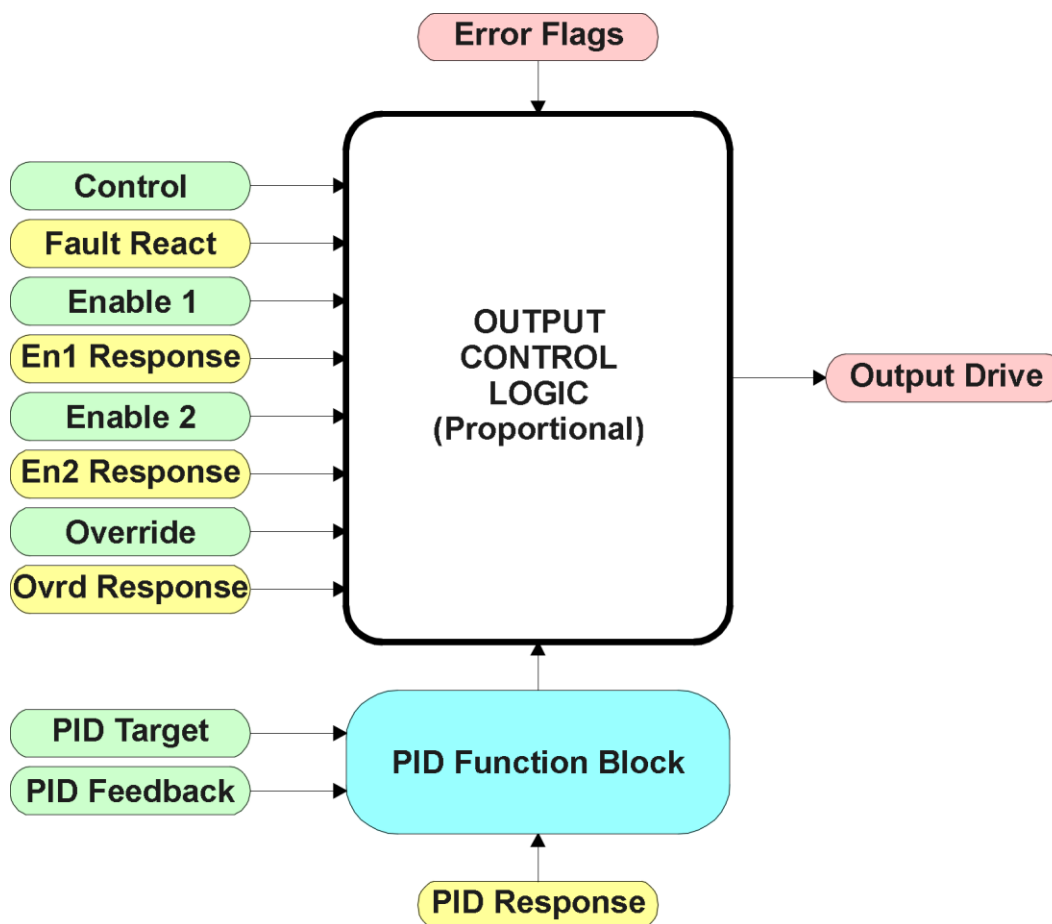 Error Flags
Control
Fault React
Enable 1
En1 Response
Enable 2
En2 Response
Override
Ovrd Response
OUTPUT
CONTROL
LOGIC
(Proportional)
Output Drive
PID Target
PID Feedback
PID Function Block
PID Response